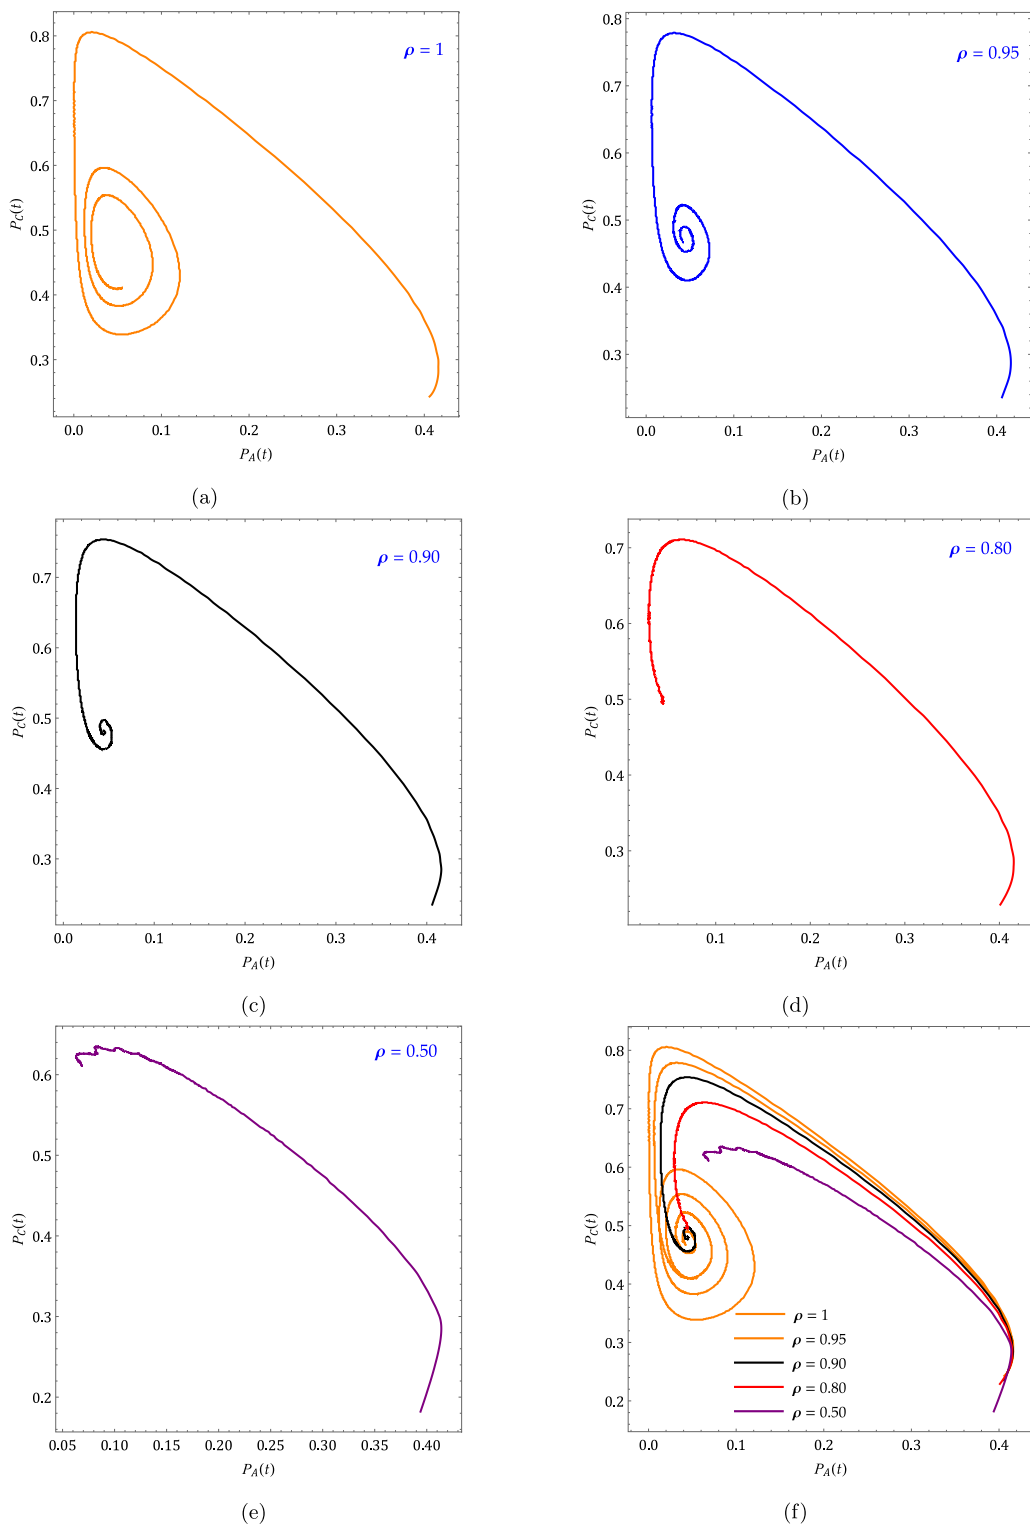 ρ = 1
0.8
0.7
0.6
0.5
0.4
0.3
P_C(t)
0.0 0.1 0.2 0.3 0.4
P_A(t)
(a)
ρ = 0.95
0.8
0.7
0.6
0.5
0.4
0.3
P_C(t)
0.0 0.1 0.2 0.3 0.4
P_A(t)
(b)
ρ = 0.90
0.7
0.6
0.5
0.4
0.3
P_C(t)
0.0 0.1 0.2 0.3 0.4
P_A(t)
(c)
ρ = 0.80
0.7
0.6
0.5
0.4
0.3
P_C(t)
0.1 0.2 0.3 0.4
P_A(t)
(d)
ρ = 0.50
0.6
0.5
0.4
0.3
0.2
P_C(t)
0.05 0.10 0.15 0.20 0.25 0.30 0.35 0.40
P_A(t)
(e)
0.8
0.7
0.6
0.5
0.4
0.3
0.2
P_C(t)
ρ = 1
ρ = 0.95
ρ = 0.90
ρ = 0.80
ρ = 0.50
0.0 0.1 0.2 0.3 0.4
P_A(t)
(f)